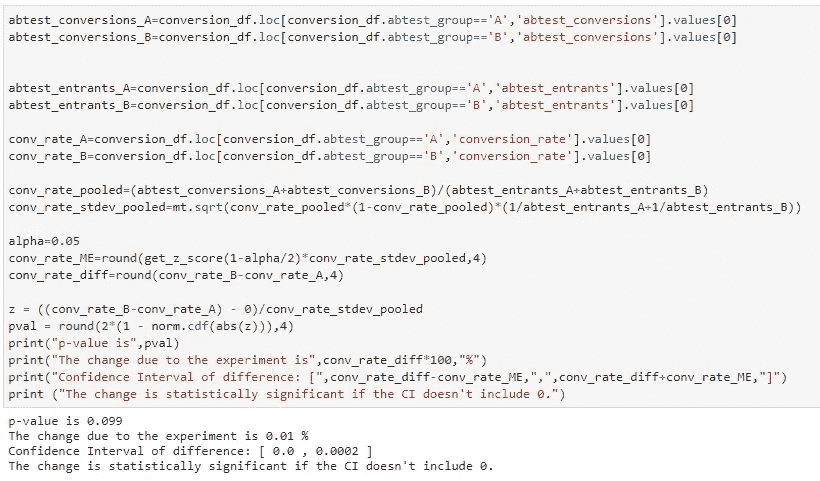 abtest_conversions_A=conversion_df.loc[conversion_df.abtest_group=='A','abtest_conversions'].values[0]
abtest_conversions_B=conversion_df.loc[conversion_df.abtest_group=='B','abtest_conversions'].values[0]
abtest_entrants_A=conversion_df.loc[conversion_df.abtest_group=='A','abtest_entrants'].values[0]
abtest_entrants_B=conversion_df.loc[conversion_df.abtest_group=='B','abtest_entrants'].values[0]
conv_rate_A=conversion_df.loc[conversion_df.abtest_group=='A','conversion_rate'].values[0]
conv_rate_B=conversion_df.loc[conversion_df.abtest_group=='B','conversion_rate'].values[0]
conv_rate_pooled=(abtest_conversions_A+abtest_conversions_B)/(abtest_entrants_A+abtest_entrants_B)
conv_rate_stdev_pooled=mt.sqrt(conv_rate_pooled*(1-conv_rate_pooled)*(1/abtest_entrants_A+1/abtest_entrants_B))
alpha=0.05
conv_rate_ME=round(get_z_score(1-alpha/2)*conv_rate_stdev_pooled,4)
conv_rate_diff=round(conv_rate_B-conv_rate_A,4)
z = ((conv_rate_B-conv_rate_A) - 0)/conv_rate_stdev_pooled
pval = round(2*(1 - norm.cdf(abs(z))),4)
print("p-value is",pval)
print("The change due to the experiment is",conv_rate_diff*100,"%")
print("Confidence Interval of difference: [",conv_rate_diff-conv_rate_ME,",",conv_rate_diff+conv_rate_ME,"]")
print ("The change is statistically significant if the CI doesn't include 0.")
p-value is 0.099
The change due to the experiment is 0.01 %
Confidence Interval of difference: [ 0.0 , 0.0002 ]
The change is statistically significant if the CI doesn't include 0.